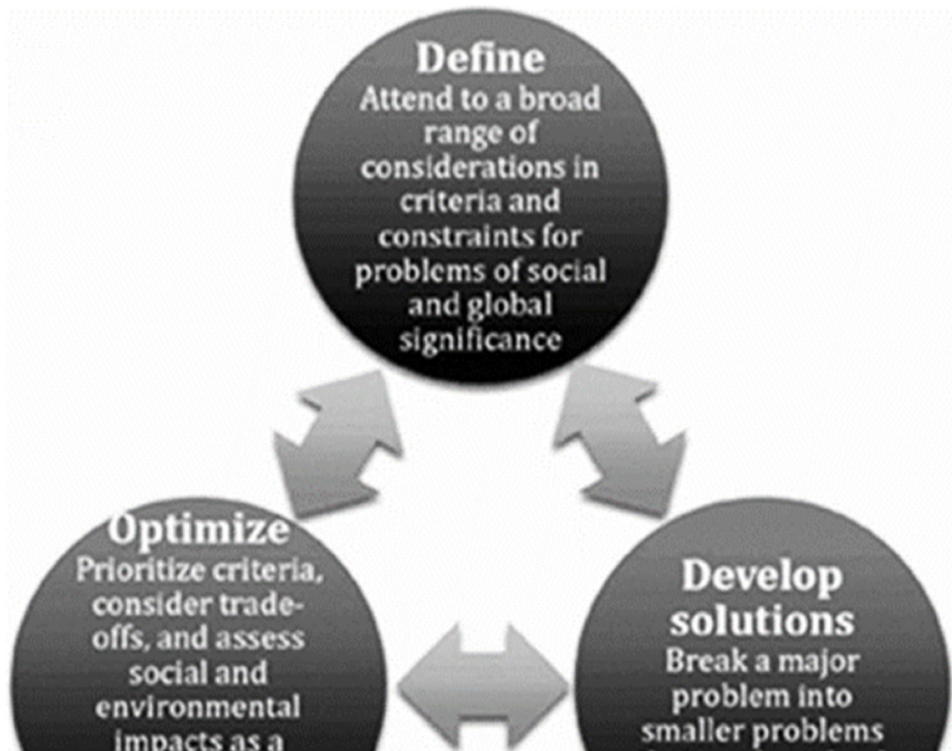 Define
Attend to a broad
range of
considerations in
criteria and
constraints for
problems of social
and global
significance
Optimize
Prioritize criteria,
consider trade-
offs, and assess
social and
environmental
impacts as a
Develop
solutions
Break a major
problem into
smaller problems